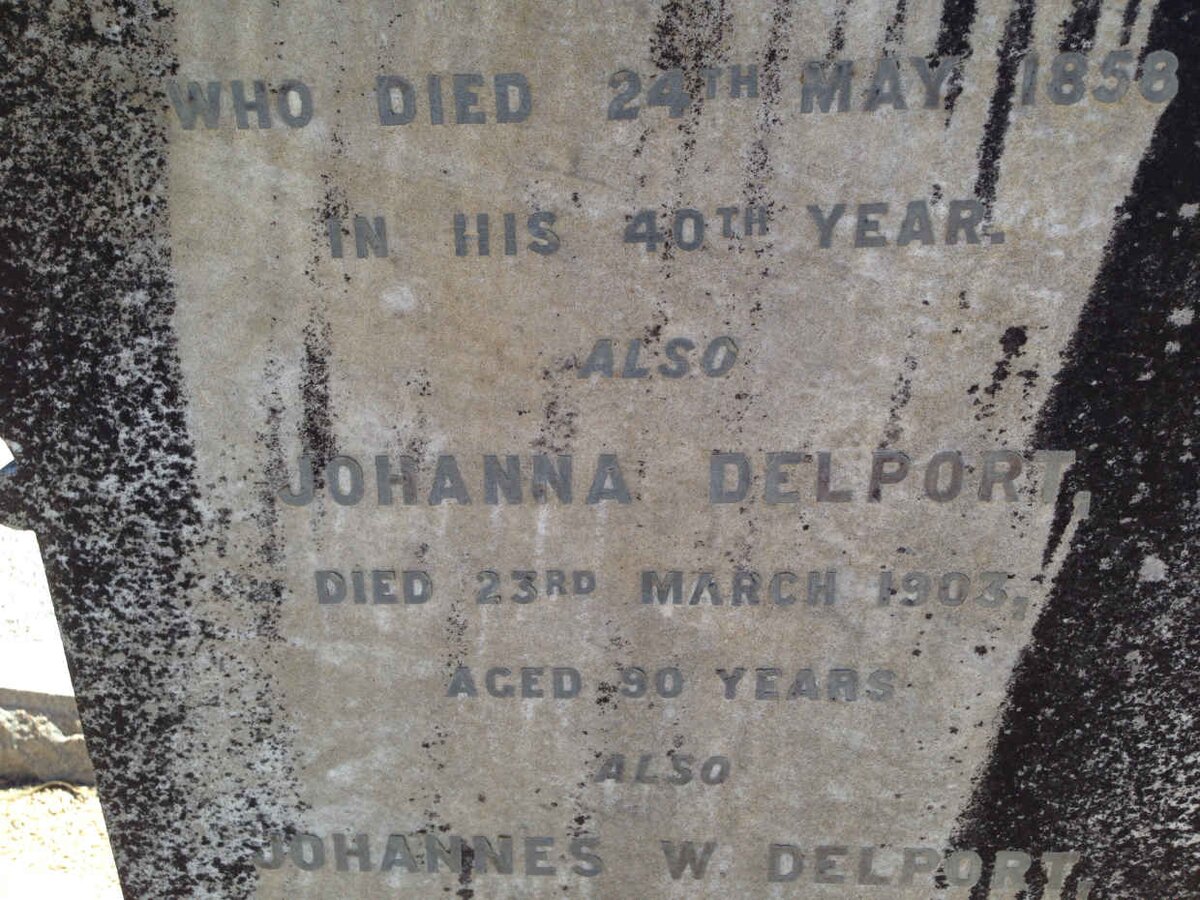 WHO DIED 24TH MAY 1858
IN HIS 40TH YEAR.
ALSO
JOHANNA DELPORT,
DIED 23RD MARCH 1903,
AGED 90 YEARS
ALSO
JOHANNES W. DELPORT,